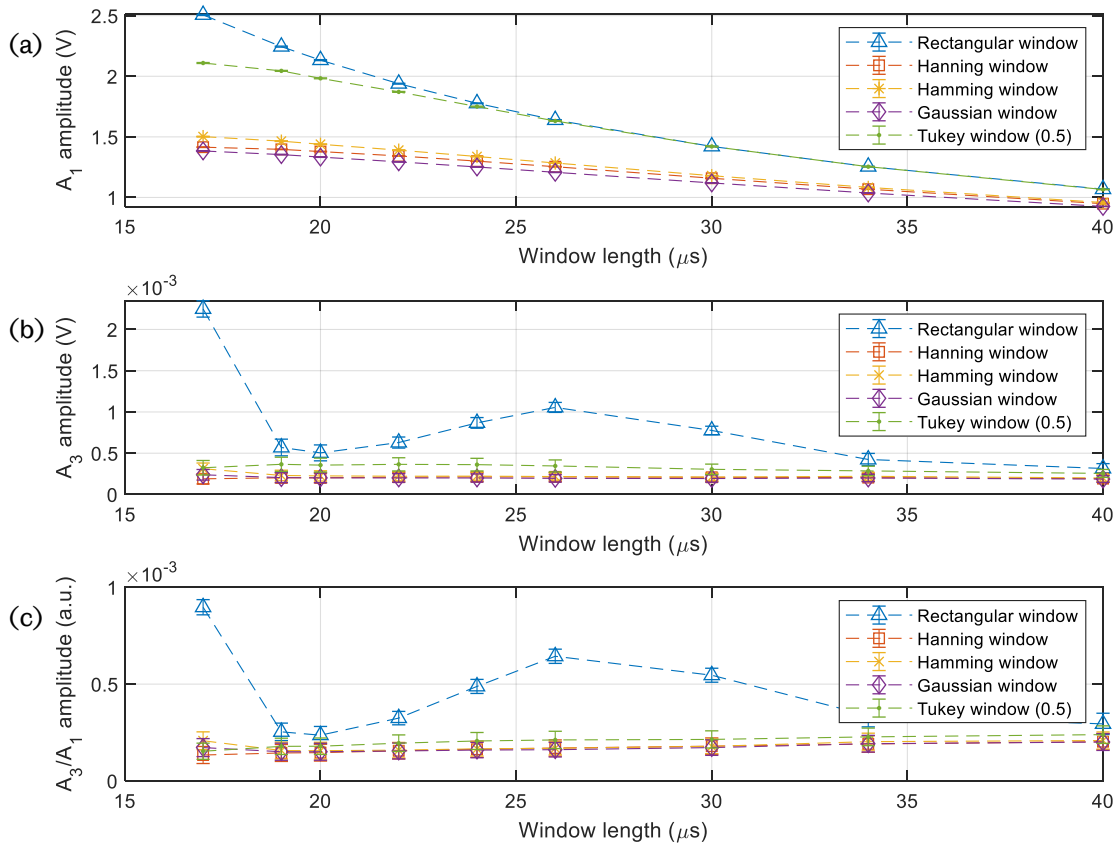 (a)
A1 amplitude (V)
2.5
2
1.5
1
15 20 25 30 35 40
Window length (μs)
Rectangular window
Hanning window
Hamming window
Gaussian window
Tukey window (0.5)
(b)
×10-3
A3 amplitude (V)
2
1.5
1
0.5
0
15 20 25 30 35 40
Window length (μs)
Rectangular window
Hanning window
Hamming window
Gaussian window
Tukey window (0.5)
(c)
×10-3
A3/A1 amplitude (a.u.)
1
0.5
0
15 20 25 30 35 40
Window length (μs)
Rectangular window
Hanning window
Hamming window
Gaussian window
Tukey window (0.5)